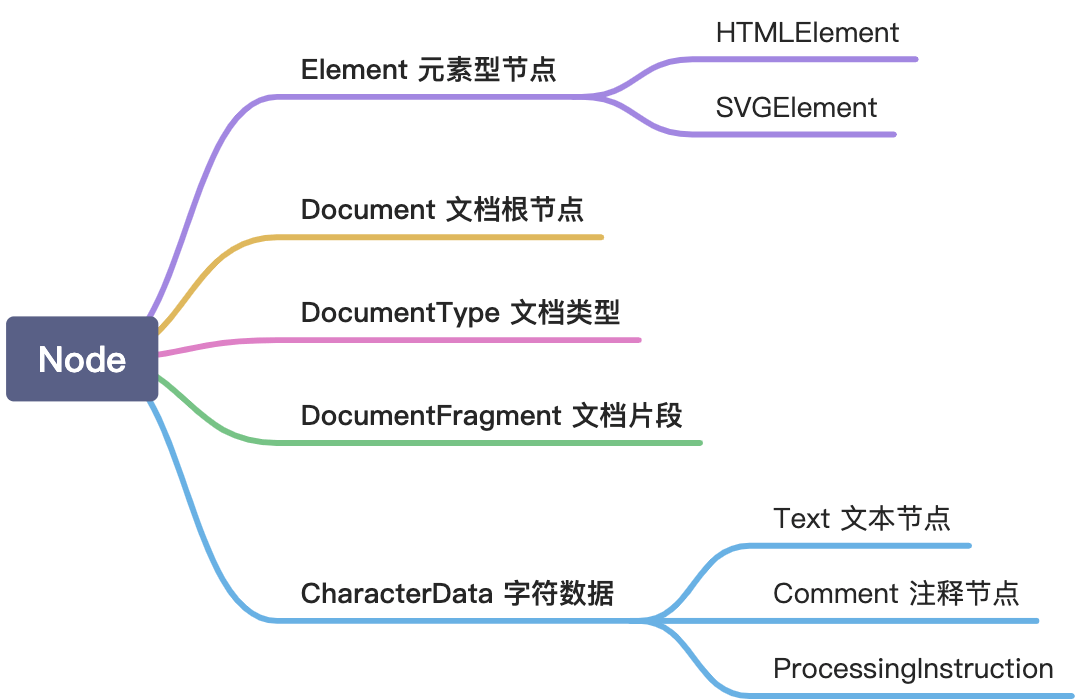 Node
Element 元素型节点
HTMLElement
SVGElement
Document 文档根节点
DocumentType 文档类型
DocumentFragment 文档片段
CharacterData 字符数据
Text 文本节点
Comment 注释节点
ProcessingInstruction